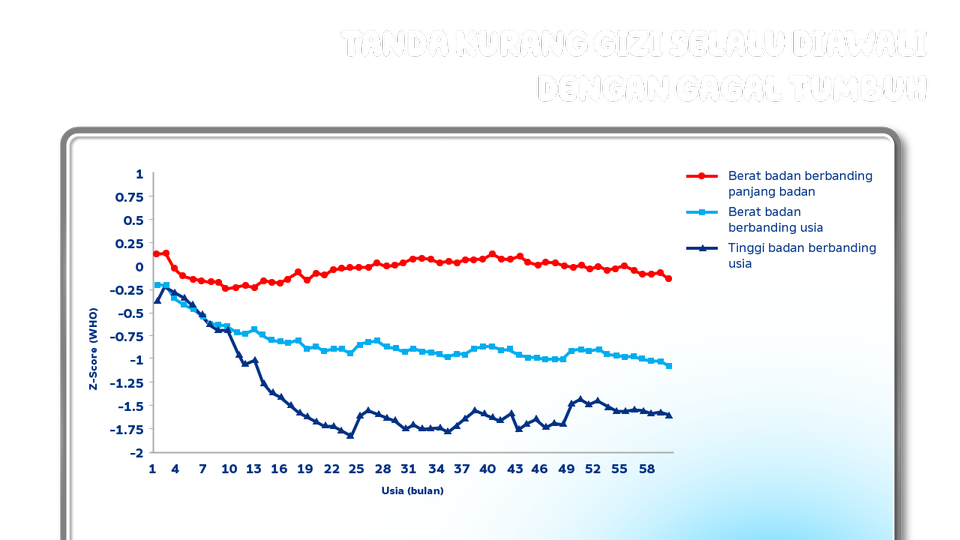 TANDA KURANG GIZI SELALU DIAWALI
DENGAN GAGAL TUMBUH
1
0.75
0.5
0.25
0
-0.25
-0.5
-0.75
-1
-1.25
-1.5
-1.75
-2
Z-Score (WHO)
1 4 7 10 13 16 19 22 25 28 31 34 37 40 43 46 49 52 55 58
Usia (bulan)
Berat badan berbanding
panjang badan
Berat badan
berbanding usia
Tinggi badan berbanding
usia